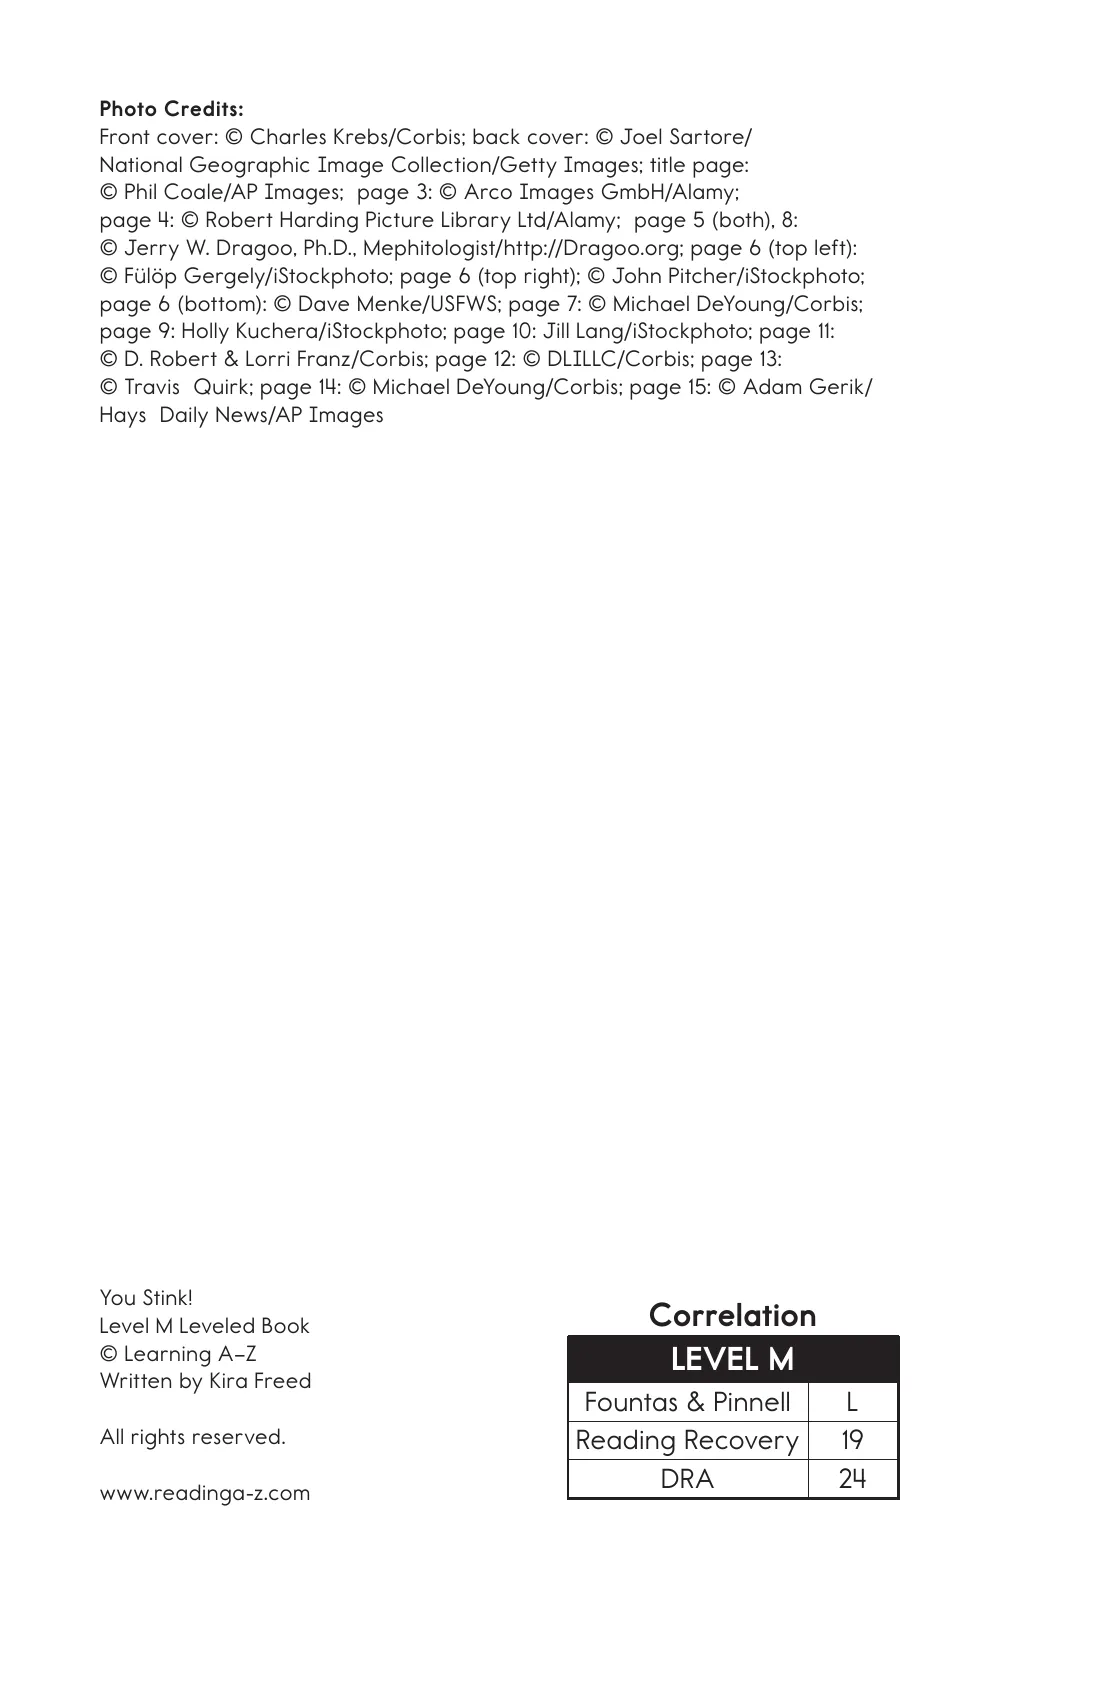 Photo Credits:
Front cover: © Charles Krebs/Corbis; back cover: © Joel Sartore/
National Geographic Image Collection/Getty Images; title page:
© Phil Coale/AP Images;  page 3: © Arco Images GmbH/Alamy;
page 4: © Robert Harding Picture Library Ltd/Alamy;  page 5 (both), 8:
© Jerry W. Dragoo, Ph.D., Mephitologist/http://Dragoo.org; page 6 (top left):
© Fülöp Gergely/iStockphoto; page 6 (top right); © John Pitcher/iStockphoto;
page 6 (bottom): © Dave Menke/USFWS; page 7: © Michael DeYoung/Corbis;
page 9: Holly Kuchera/iStockphoto; page 10: Jill Lang/iStockphoto; page 11:
© D. Robert & Lorri Franz/Corbis; page 12: © DLILLC/Corbis; page 13:
© Travis  Quirk; page 14: © Michael DeYoung/Corbis; page 15: © Adam Gerik/
Hays  Daily News/AP Images
You Stink!
Level M Leveled Book
© Learning A–Z
Written by Kira Freed
All rights reserved.
www.readinga-z.com
Correlation
LEVEL M
Fountas & Pinnell L
Reading Recovery 19
DRA 24